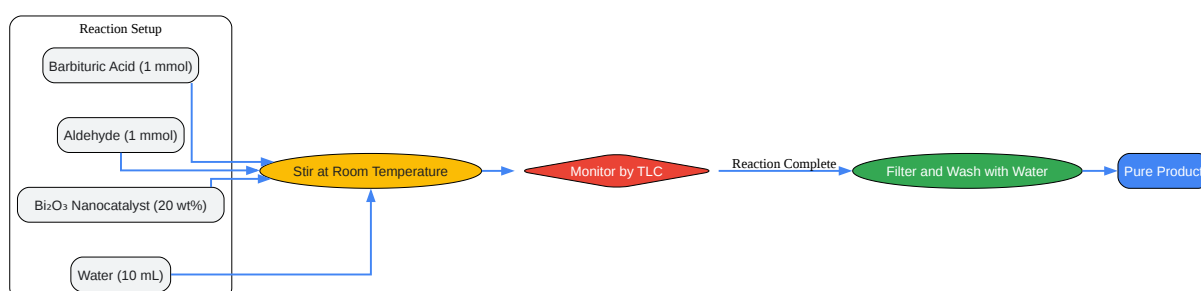 Reaction Setup
Barbituric Acid (1 mmol)
Aldehyde (1 mmol)
Bi₂O₃ Nanocatalyst (20 wt%)
Water (10 mL)
Stir at Room Temperature
Monitor by TLC
Reaction Complete
Filter and Wash with Water
Pure Product